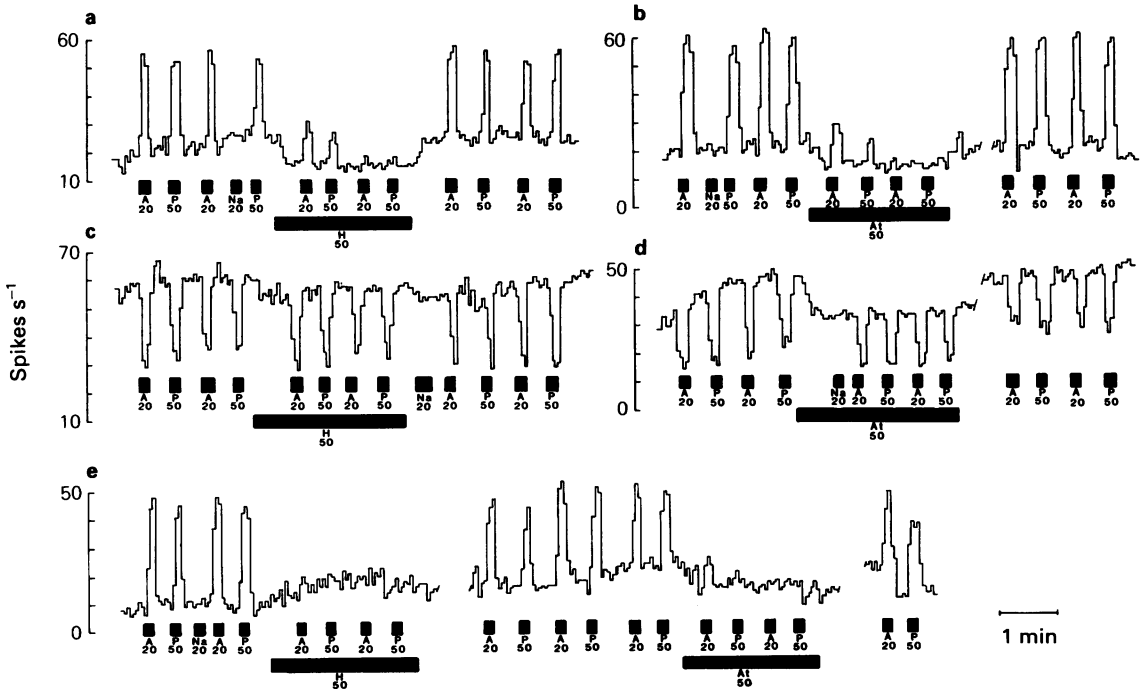 a
60
10
A A Na P A P A P A P A P
P
20 50 20 20 50 20 50 20 50 20 50 20 50
H
50
b
60
0
A Na P A P A P A P A P A P
20 20 50 20 50 20 50 20 50 20 50 20 50
At
50
c
70
10
A P A P A P A P Na A P A P
20 50 20 50 20 50 20 50 20 20 50 20 50
H
50
d
50
0
A P A P Na A P A P A P A P
20 50 20 50 20 20 50 20 50 20 50 20 50
At
50
Spikes s⁻¹
e
50
0
A P Na A P A P A P A P A P A P A P A P A P
20 50 20 20 50 20 50 20 50 20 50 20 50 20 50 20 50 20 50 20 50
H
50
At
50
1 min